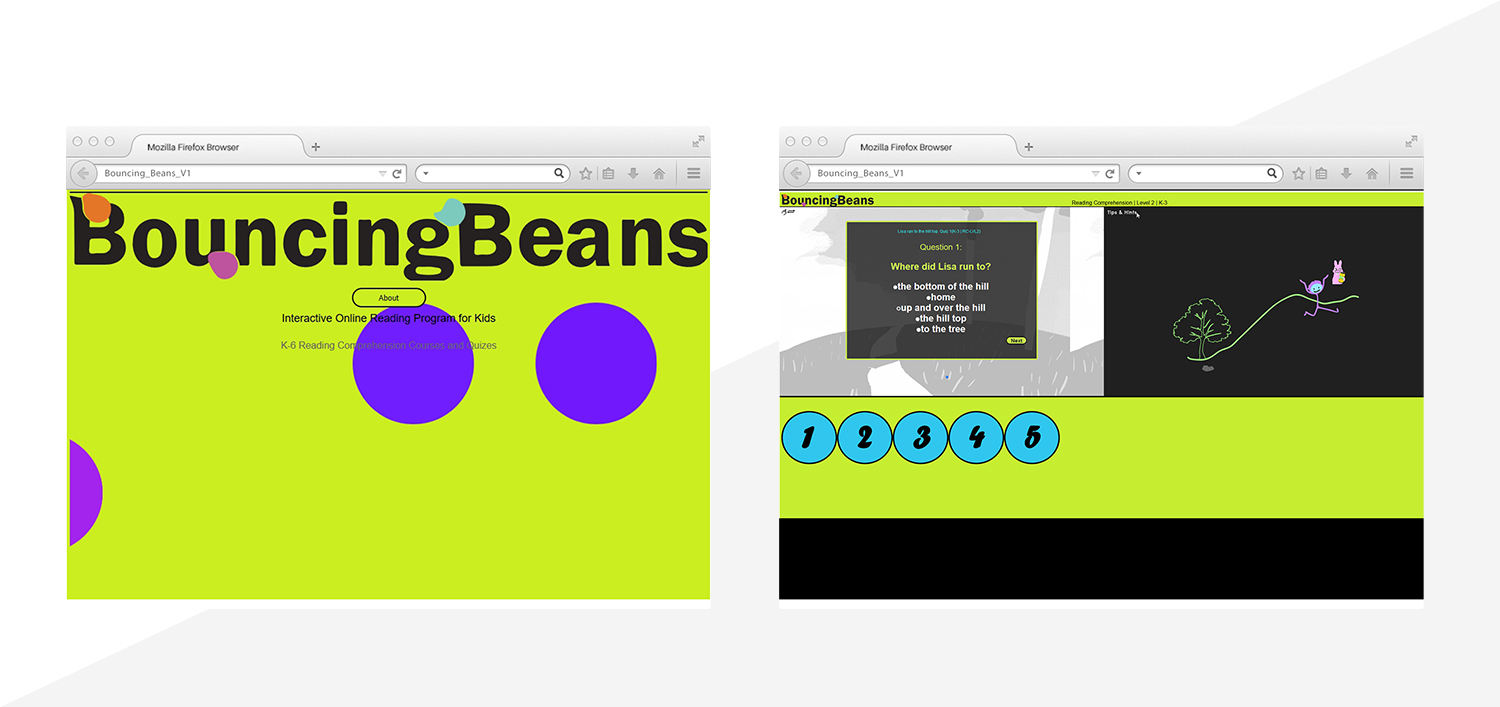 Mozilla Firefox Browser
Bouncing_Beans_V1
BouncingBeans
About
Interactive Online Reading Program for Kids
K-6 Reading Comprehension Courses and Quizes
Mozilla Firefox Browser
Bouncing_Beans_V1
BouncingBeans
Reading Comprehension | Level 2 | K-3
Tips & Hints
Question 1:
Where did Lisa run to?
•the bottom of the hill
•home
oup and over the hill
•the hill top
•to the tree
Next
1 2 3 4 5